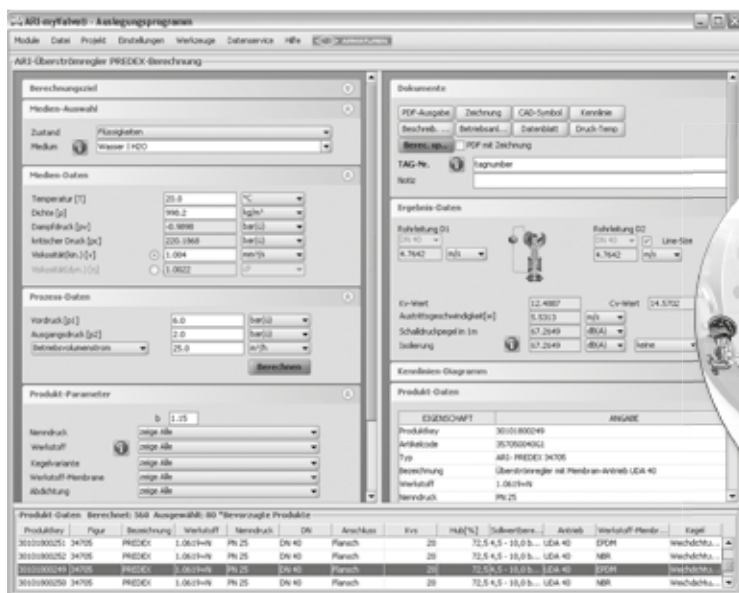 ARI-myValve® - Auslegungsprogramm
Module Datei Projekt Einstellungen Werkzeuge Datenservice Hilfe
ARI-Überströmregler PREDEX-Berechnung
Berechnungsziel
Medien-Auswahl
Zustand Flüssigkeiten
Medium Wasser | H2O
Medien-Daten
Temperatur [T] 20.0 °C
Dichte [ρ] 998.2 kg/m³
Dampfdruck [pv] -0.9898 bar(ü)
kritischer Druck [pc] 220.1868 bar(ü)
Viskosität(kin.)[ν] 1.004 mm²/s
Viskosität(dyn.)[η] 1.0022 cP
Prozess-Daten
Vordruck [p1] 6.0 bar(ü)
Ausgangsdruck [p2] 2.0 bar(ü)
Betriebsvolumenstrom 25.0 m³/h
Berechnen
Produkt-Parameter
b 1.15
Nenndruck zeige Alle
Werkstoff zeige Alle
Kegelvariante zeige Alle
Werkstoff-Membrane zeige Alle
Abdichtung zeige Alle
Dokumente
PDF-Ausgabe Zeichnung CAD-Symbol Kennlinie
Beschreib. ... Betriebsanl... Datenblatt Druck-Temp
Berec. sp... PDF mit Zeichnung
TAG-Nr. tagnumber
Notiz
Ergebnis-Daten
Rohrleitung D1 Rohrleitung D2
DN 40 DN 40 Line-Size
4.7642 m/s 4.7642 m/s
Kv-Wert 12.4887 Cv-Wert 14.5702
Austrittsgeschwindigkeit[w] 5.5313 m/s
Schalldruckpegel in 1m 67.2649 dB(A)
Isolierung 67.2649 dB(A) keine
Kennlinien-Diagramm
Produkt-Daten
EIGENSCHAFT ANGABE
Produktkey 30101800249
Artikelcode
Typ ARI- PREDEX 34705
Bezeichnung Überströmregler mit Membran-Antrieb UDA 40
Werkstoff 1.0619+N
Nenndruck PN 25
Produkt-Daten Berechnet: 360 Ausgewählt: 80 *Bevorzugte Produkte
Produktkey Figur Bezeichnung Werkstoff Nenndruck DN Anschluss Kvs Hub[%] Sollwertbere... Antrieb Werkstoff-Membr... Kegel
30101800251 34705 PREDEX 1.0619+N PN 25 DN 40 Flansch 20 72,5 4,5 - 10,0 b... UDA 40 EPDM Weichdichtu...
30101800252 34705 PREDEX 1.0619+N PN 25 DN 40 Flansch 20 72,5 4,5 - 10,0 b... UDA 40 NBR Weichdichtu...
30101800249 34705 PREDEX 1.0619+N PN 25 DN 40 Flansch 20 72,5 4,5 - 10,0 b... UDA 40 EPDM Weichdichtu...
30101800250 34705 PREDEX 1.0619+N PN 25 DN 40 Flansch 20 72,5 4,5 - 10,0 b... UDA 40 NBR Weichdichtu...